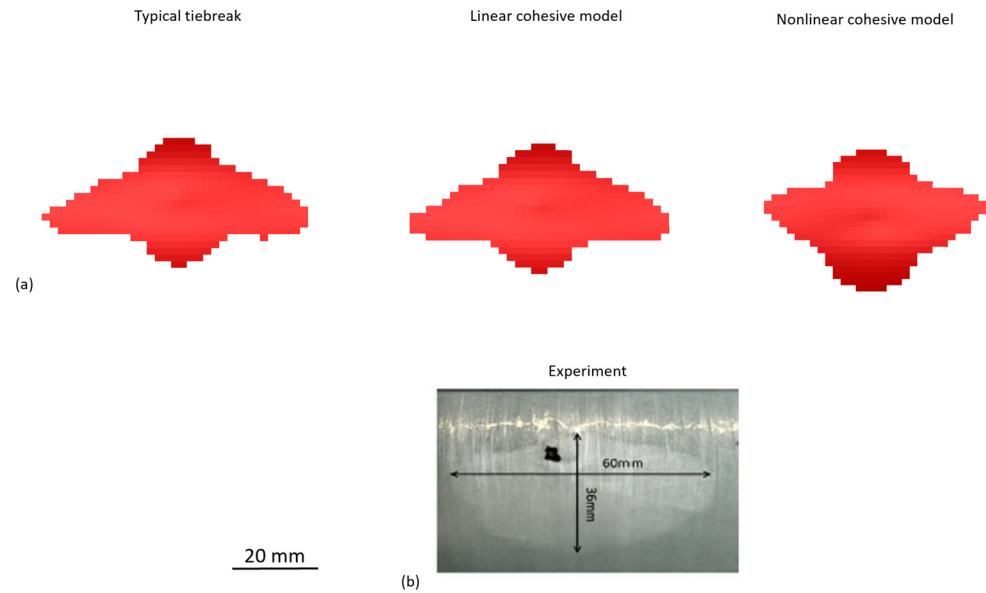 Typical tiebreak
Linear cohesive model
Nonlinear cohesive model
(a)
Experiment
60mm
36mm
20 mm
(b)